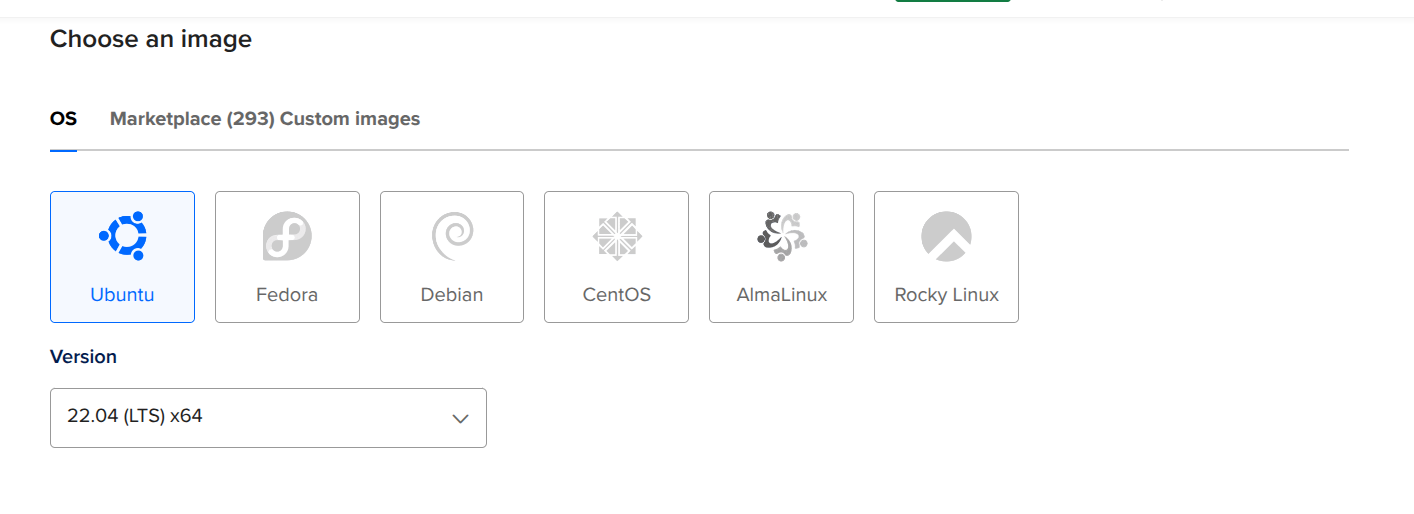 Choose an image
OS Marketplace (293) Custom images
Ubuntu Fedora Debian CentOS AlmaLinux Rocky Linux
Version
22.04 (LTS) x64